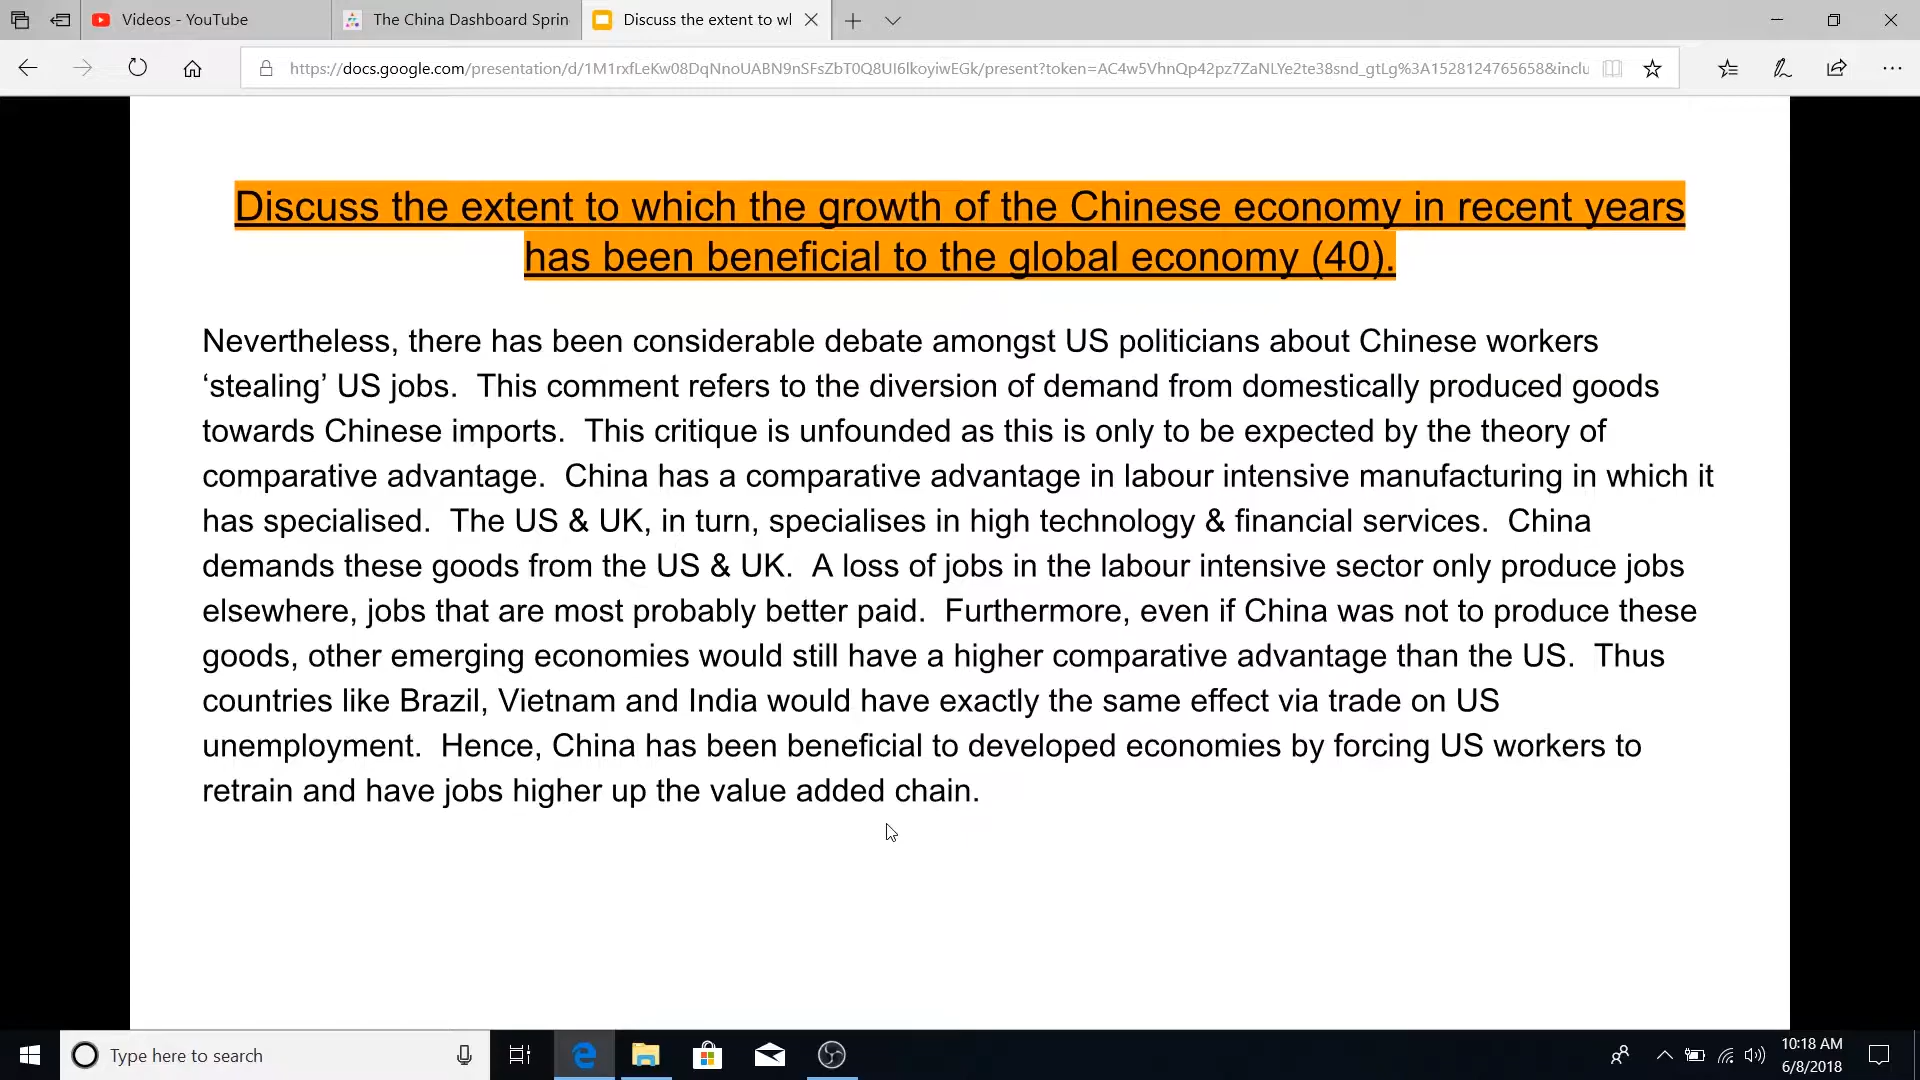 Videos - YouTube
The China Dashboard Sprin
Discuss the extent to wl
https://docs.google.com/presentation/d/1M1rxfLeKw08DqNnoUABN9nSFsZbT0Q8UI6lkoyiwEGk/present?token=AC4w5VhnQp42pz7ZaNLYe2te38snd_gtLg%3A1528124765658&inclu
Discuss the extent to which the growth of the Chinese economy in recent years
has been beneficial to the global economy (40).
Nevertheless, there has been considerable debate amongst US politicians about Chinese workers
‘stealing’ US jobs.  This comment refers to the diversion of demand from domestically produced goods
towards Chinese imports.  This critique is unfounded as this is only to be expected by the theory of
comparative advantage.  China has a comparative advantage in labour intensive manufacturing in which it
has specialised.  The US & UK, in turn, specialises in high technology & financial services.  China
demands these goods from the US & UK.  A loss of jobs in the labour intensive sector only produce jobs
elsewhere, jobs that are most probably better paid.  Furthermore, even if China was not to produce these
goods, other emerging economies would still have a higher comparative advantage than the US.  Thus
countries like Brazil, Vietnam and India would have exactly the same effect via trade on US
unemployment.  Hence, China has been beneficial to developed economies by forcing US workers to
retrain and have jobs higher up the value added chain.
Type here to search
10:18 AM
6/8/2018